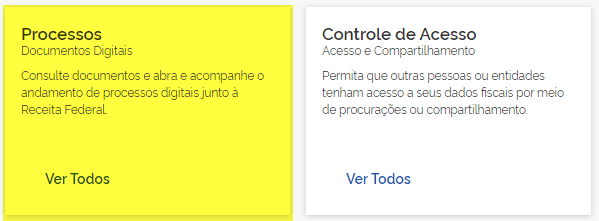 Processos
Documentos Digitais
Consulte documentos e abra e acompanhe o
andamento de processos digitais junto à
Receita Federal.
Ver Todos
Controle de Acesso
Acesso e Compartilhamento
Permita que outras pessoas ou entidades
tenham acesso a seus dados fiscais por meio
de procurações ou compartilhamento.
Ver Todos